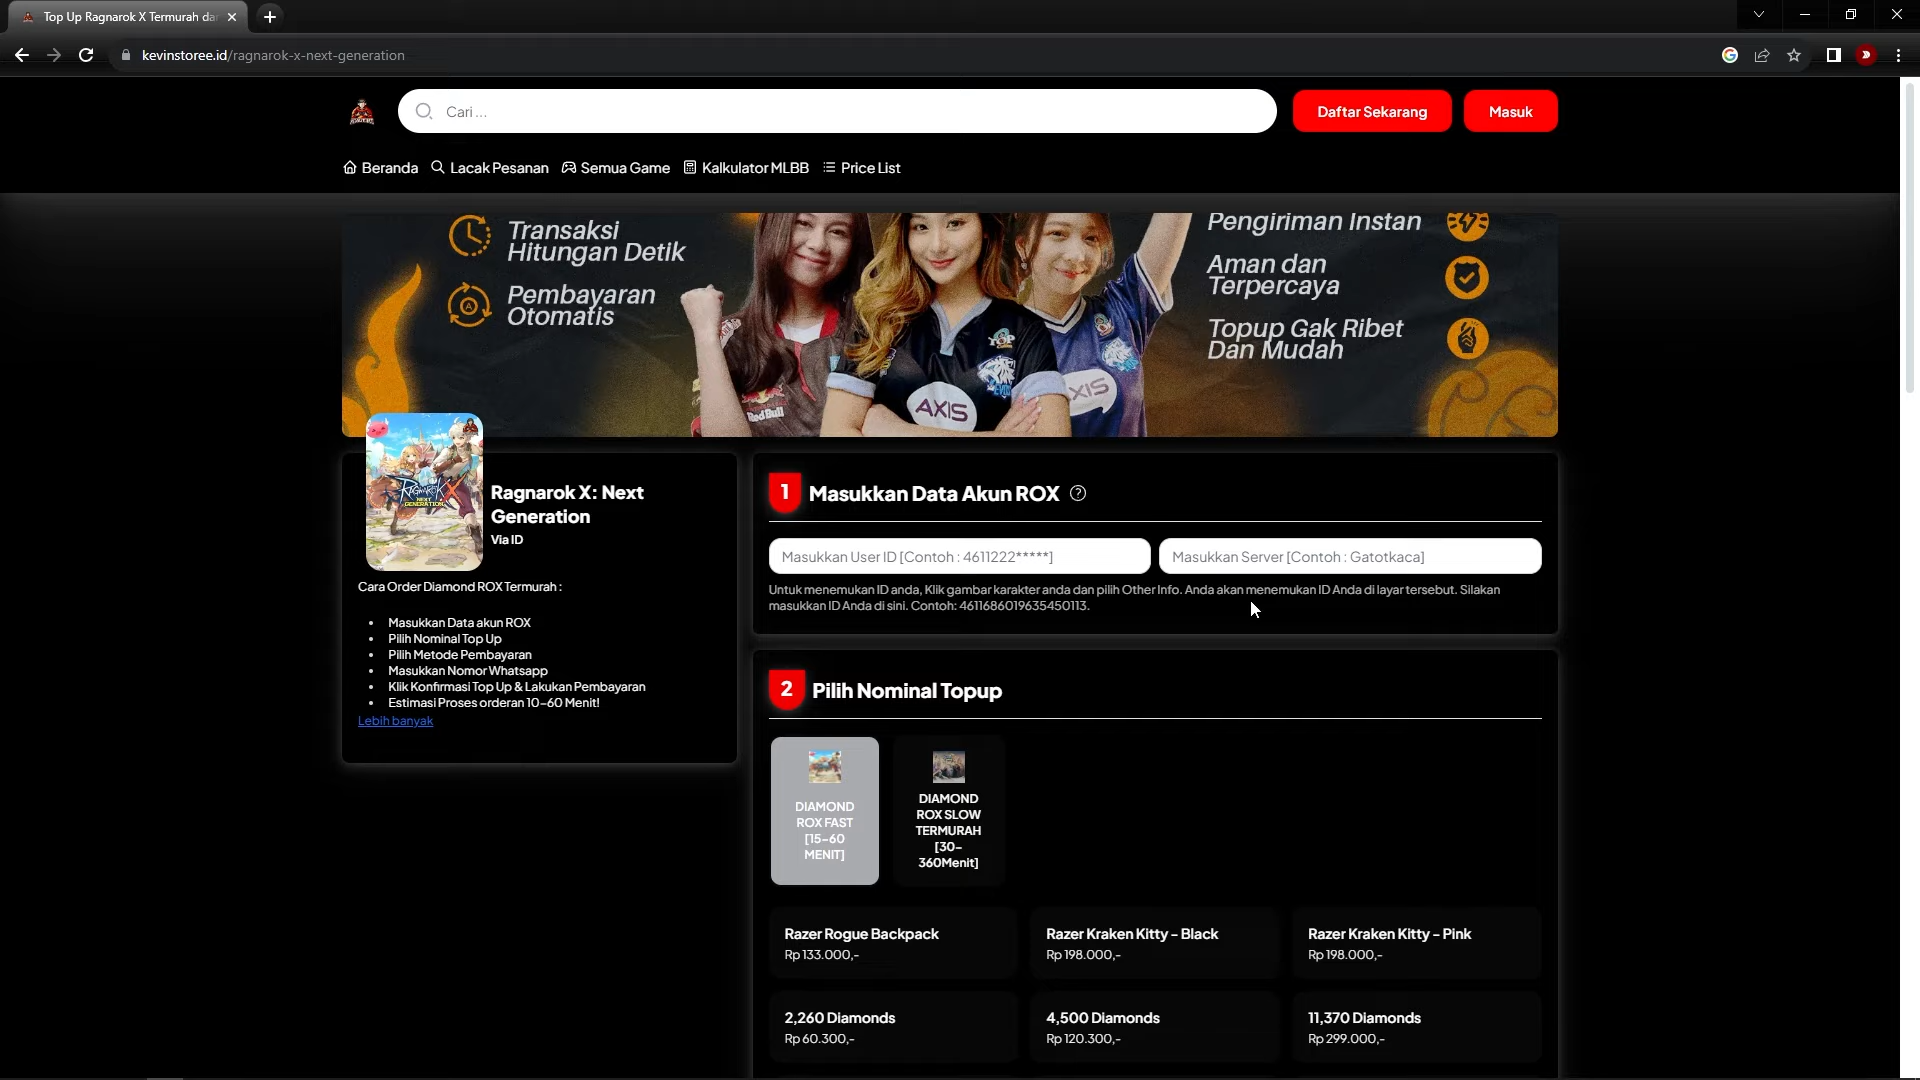 Top Up Ragnarok X Termurah dar
kevinstoree.id/ragnarok-x-next-generation
Cari ...
Daftar Sekarang
Masuk
Beranda
Lacak Pesanan
Semua Game
Kalkulator MLBB
Price List
Transaksi
Hitungan Detik
Pembayaran
Otomatis
Pengiriman Instan
Aman dan
Terpercaya
Topup Gak Ribet
Dan Mudah
Red Bull
AXIS
AXIS
RAGNAROK X
NEXT GENERATION
Ragnarok X: Next
Generation
Via ID
Cara Order Diamond ROX Termurah :
• Masukkan Data akun ROX
• Pilih Nominal Top Up
• Pilih Metode Pembayaran
• Masukkan Nomor Whatsapp
• Klik Konfirmasi Top Up & Lakukan Pembayaran
• Estimasi Proses orderan 10-60 Menit!
Lebih banyak
1 Masukkan Data Akun ROX
Masukkan User ID [Contoh : 4611222*****]
Masukkan Server [Contoh : Gatotkaca]
Untuk menemukan ID anda, Klik gambar karakter anda dan pilih Other Info. Anda akan menemukan ID Anda di layar tersebut. Silakan
masukkan ID Anda di sini. Contoh: 4611686019635450113.
2 Pilih Nominal Topup
DIAMOND
ROX FAST
[15-60
MENIT]
DIAMOND
ROX SLOW
TERMURAH
[30-
360Menit]
Razer Rogue Backpack
Rp 133.000,-
Razer Kraken Kitty - Black
Rp 198.000,-
Razer Kraken Kitty - Pink
Rp 198.000,-
2,260 Diamonds
Rp 60.300,-
4,500 Diamonds
Rp 120.300,-
11,370 Diamonds
Rp 299.000,-